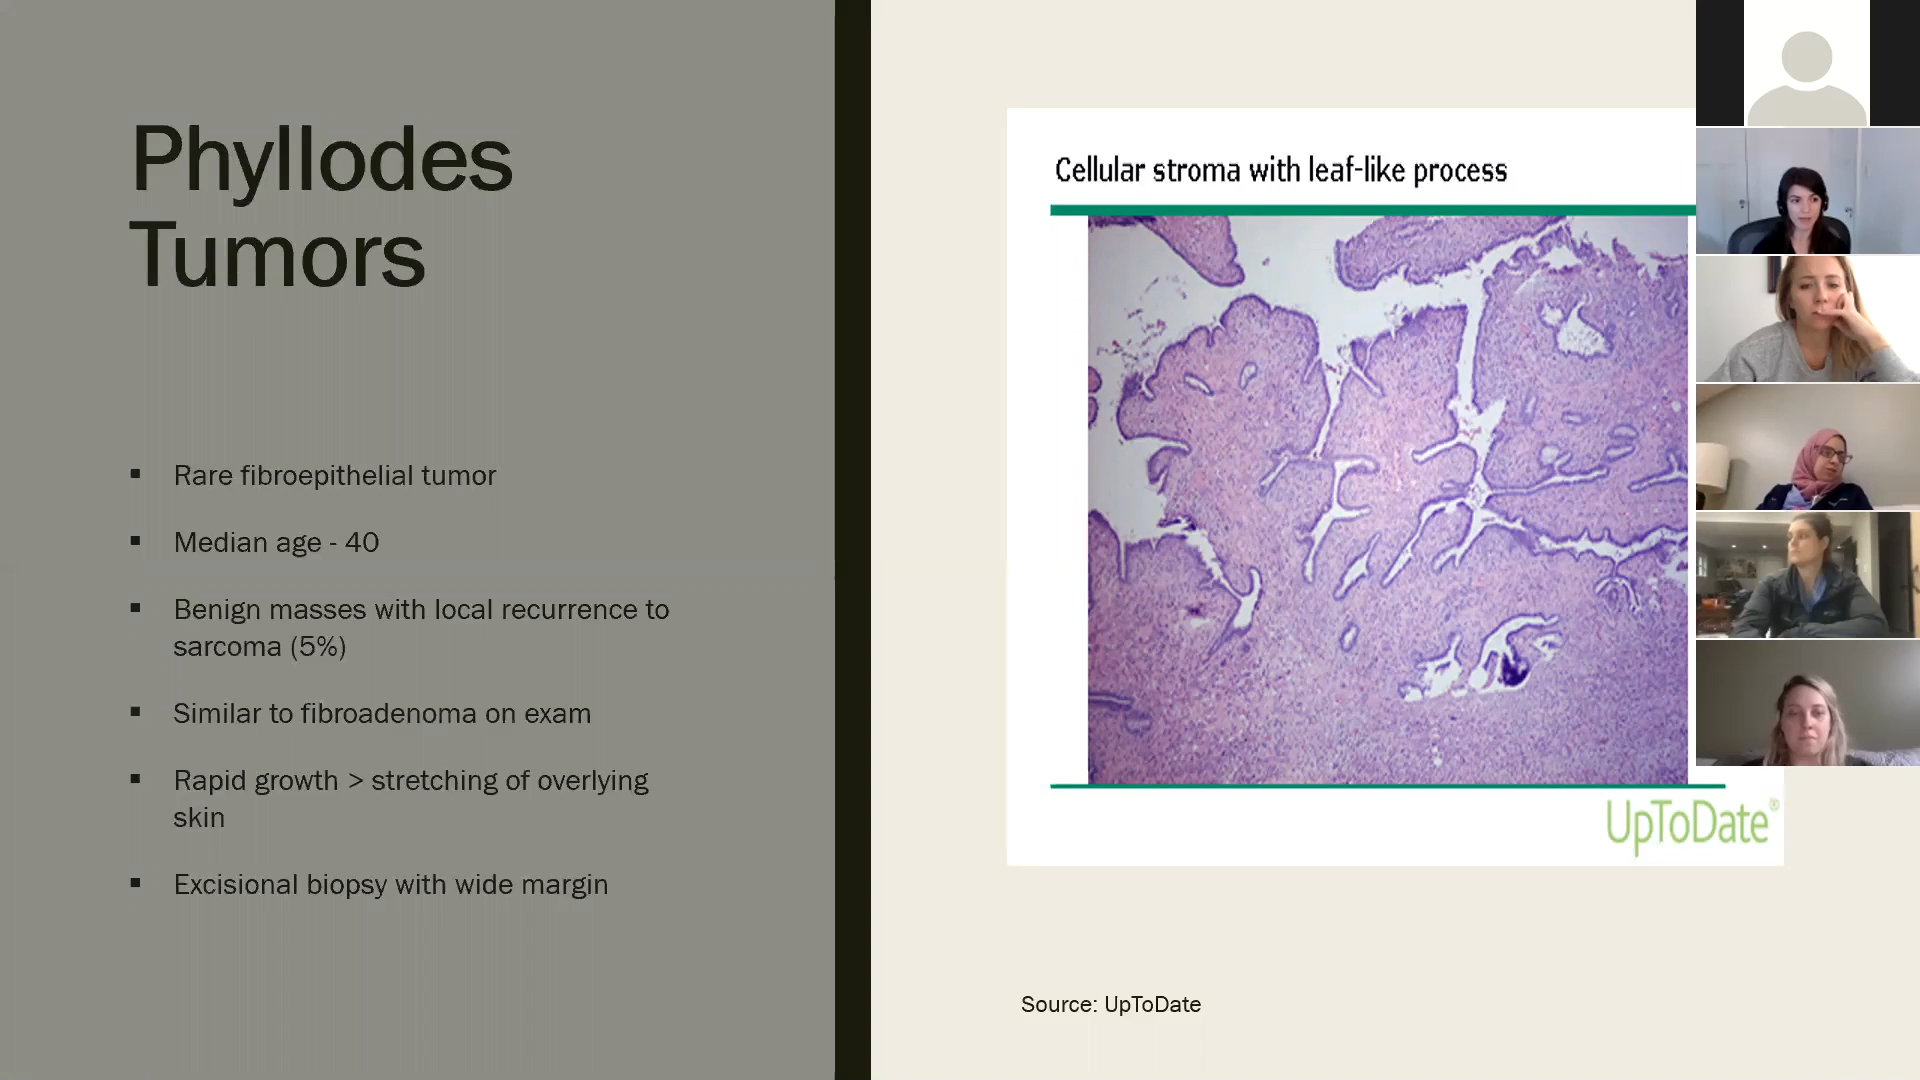 Phyllodes
Tumors
▪ Rare fibroepithelial tumor
▪ Median age - 40
▪ Benign masses with local recurrence to
sarcoma (5%)
▪ Similar to fibroadenoma on exam
▪ Rapid growth > stretching of overlying
skin
▪ Excisional biopsy with wide margin
Cellular stroma with leaf-like process
UpToDate®
Source: UpToDate